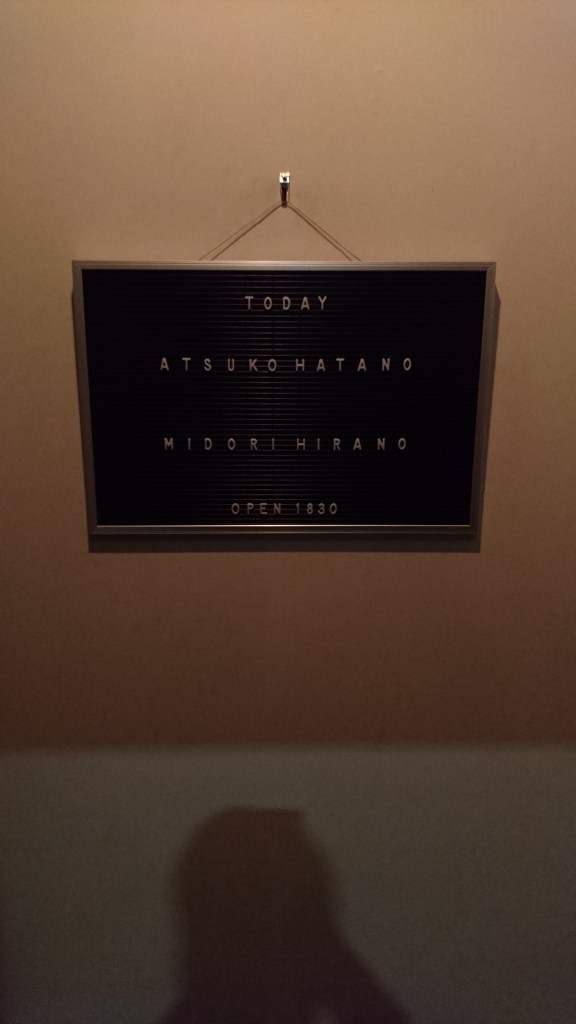 TODAY
ATSUKO HATANO
MIDORI HIRANO
OPEN 1830